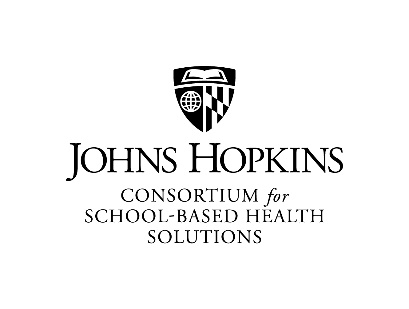 JOHNS HOPKINS
CONSORTIUM for
SCHOOL-BASED HEALTH
SOLUTIONS